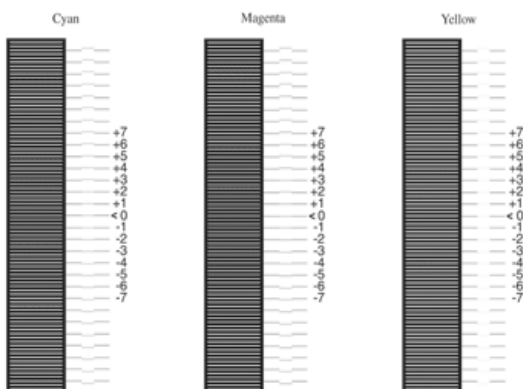 Cyan Magenta Yellow
+7 +7 +7
+6 +6 +6
+5 +5 +5
+4 +4 +4
+3 +3 +3
+2 +2 +2
+1 +1 +1
<0 <0 <0
-1 -1 -1
-2 -2 -2
-3 -3 -3
-4 -4 -4
-5 -5 -5
-6 -6 -6
-7 -7 -7